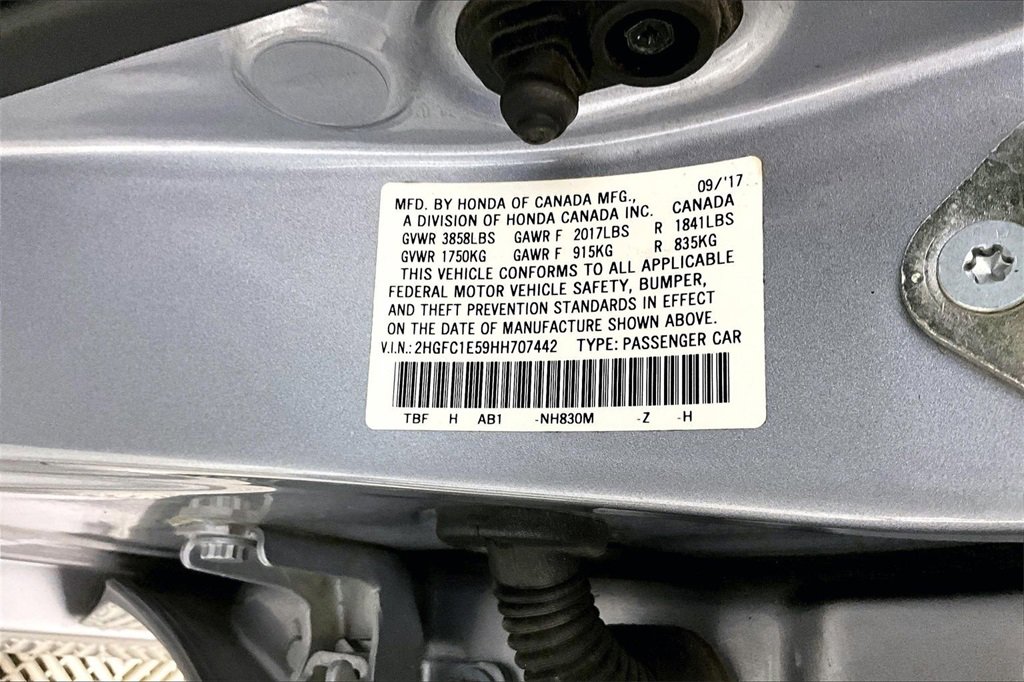 09/'17
MFD. BY HONDA OF CANADA MFG.,
A DIVISION OF HONDA CANADA INC. CANADA
GVWR 3858LBS GAWR F 2017LBS R 1841LBS
GVWR 1750KG GAWR F 915KG R 835KG
THIS VEHICLE CONFORMS TO ALL APPLICABLE
FEDERAL MOTOR VEHICLE SAFETY, BUMPER,
AND THEFT PREVENTION STANDARDS IN EFFECT
ON THE DATE OF MANUFACTURE SHOWN ABOVE.
V.I.N.: 2HGFC1E59HH707442 TYPE: PASSENGER CAR
TBF H AB1 -NH830M -Z -H